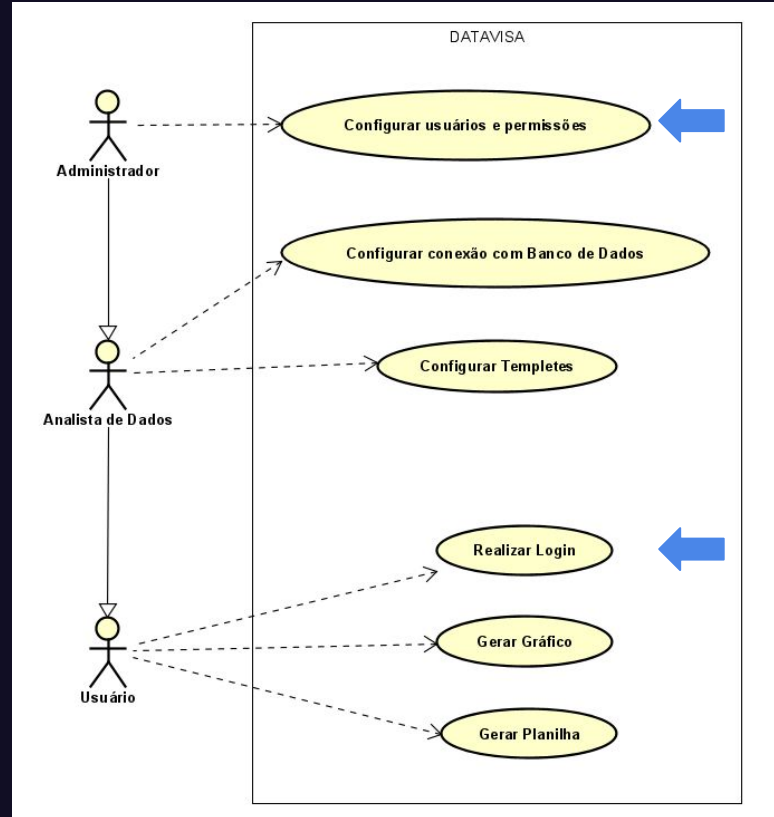 DATAVISA
Configurar usuários e permissões
Administrador
Configurar conexão com Banco de Dados
Configurar Templetes
Analista de Dados
Realizar Login
Gerar Gráfico
Usuário
Gerar Planilha